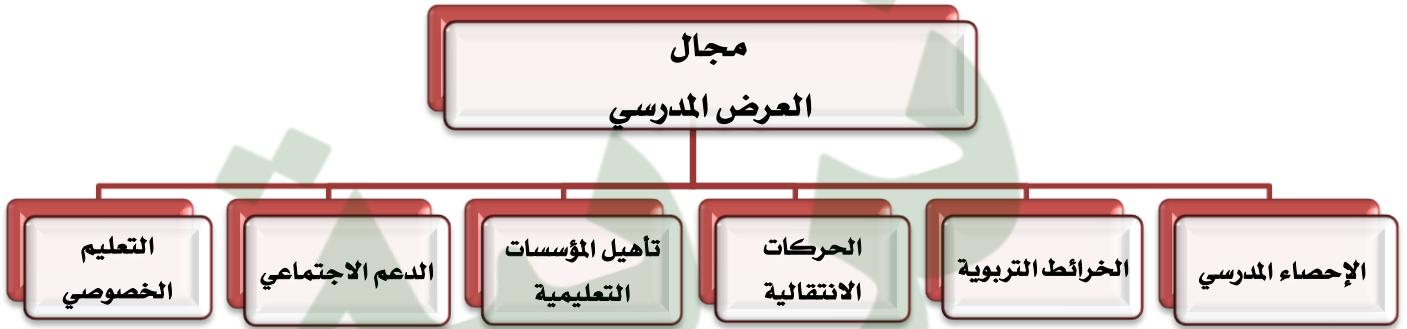 مجال
العرض المدرسي
الإحصاء المدرسي
الخرائط التربوية
الحركات
الانتقالية
تأهيل المؤسسات
التعليمية
الدعم الاجتماعي
التعليم
الخصوصي